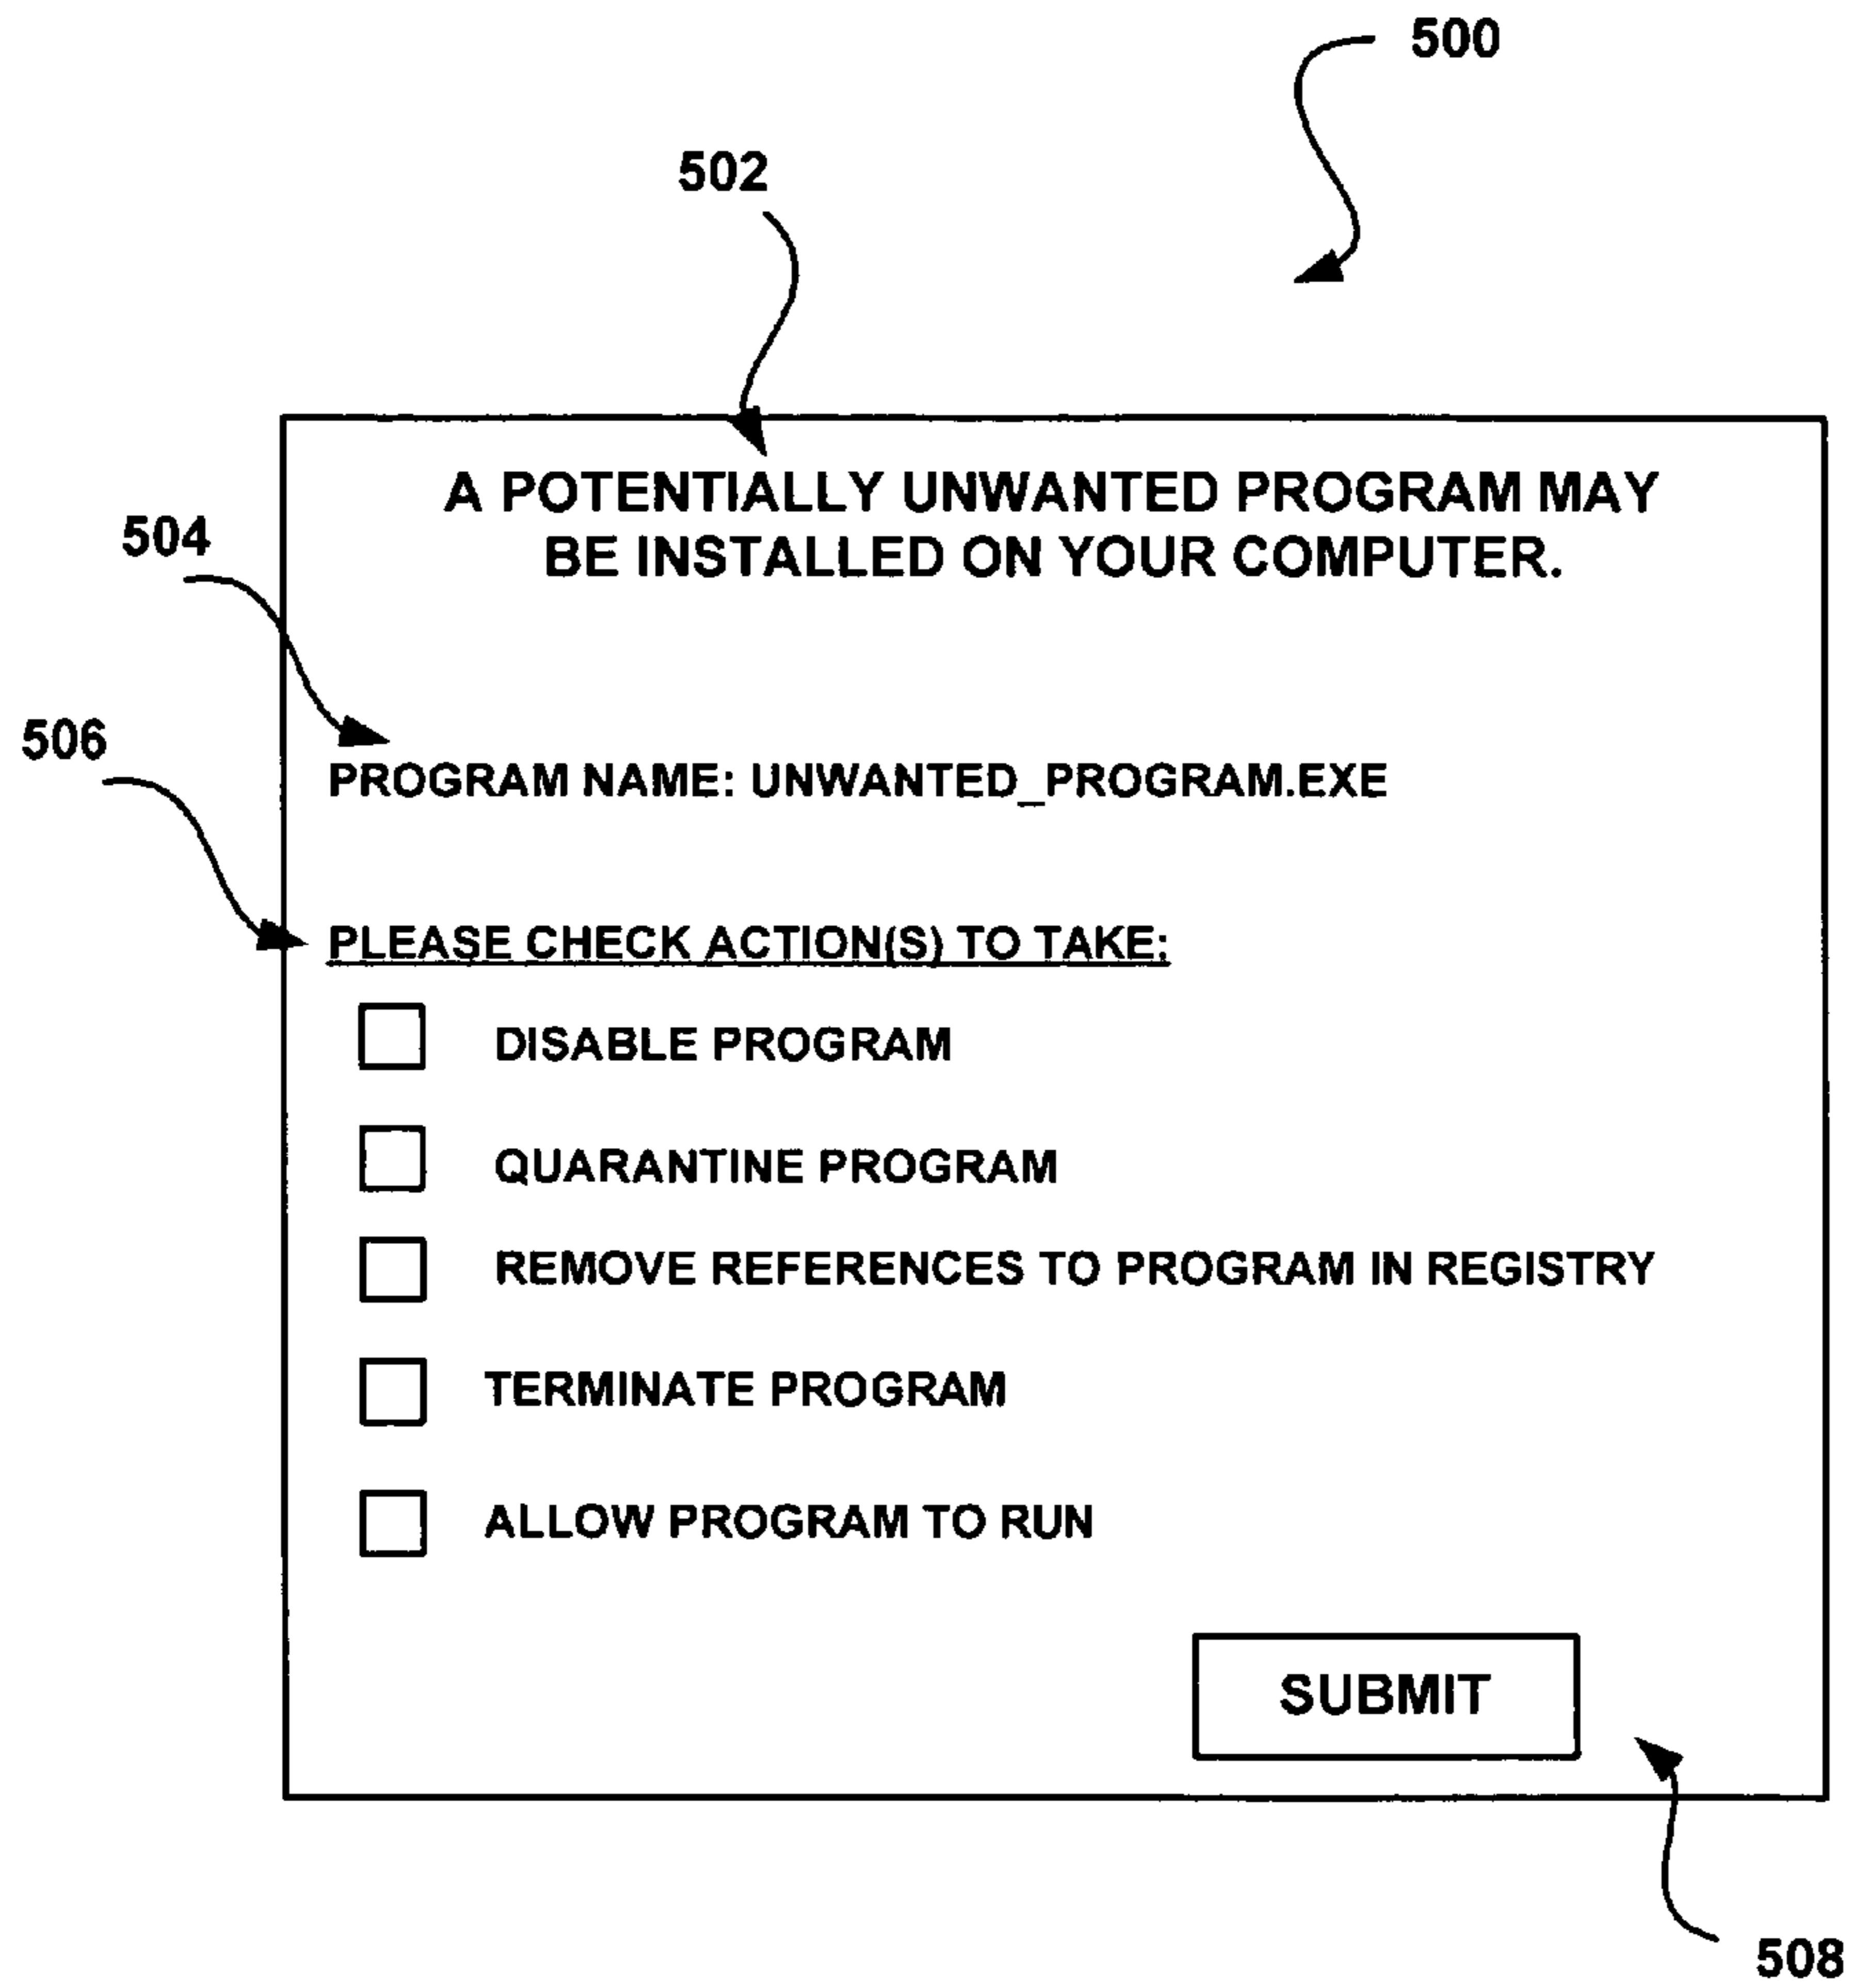 500
502
A POTENTIALLY UNWANTED PROGRAM MAY
BE INSTALLED ON YOUR COMPUTER.
504
506
PROGRAM NAME: UNWANTED_PROGRAM.EXE
PLEASE CHECK ACTION(S) TO TAKE:
DISABLE PROGRAM
QUARANTINE PROGRAM
REMOVE REFERENCES TO PROGRAM IN REGISTRY
TERMINATE PROGRAM
ALLOW PROGRAM TO RUN
SUBMIT
508